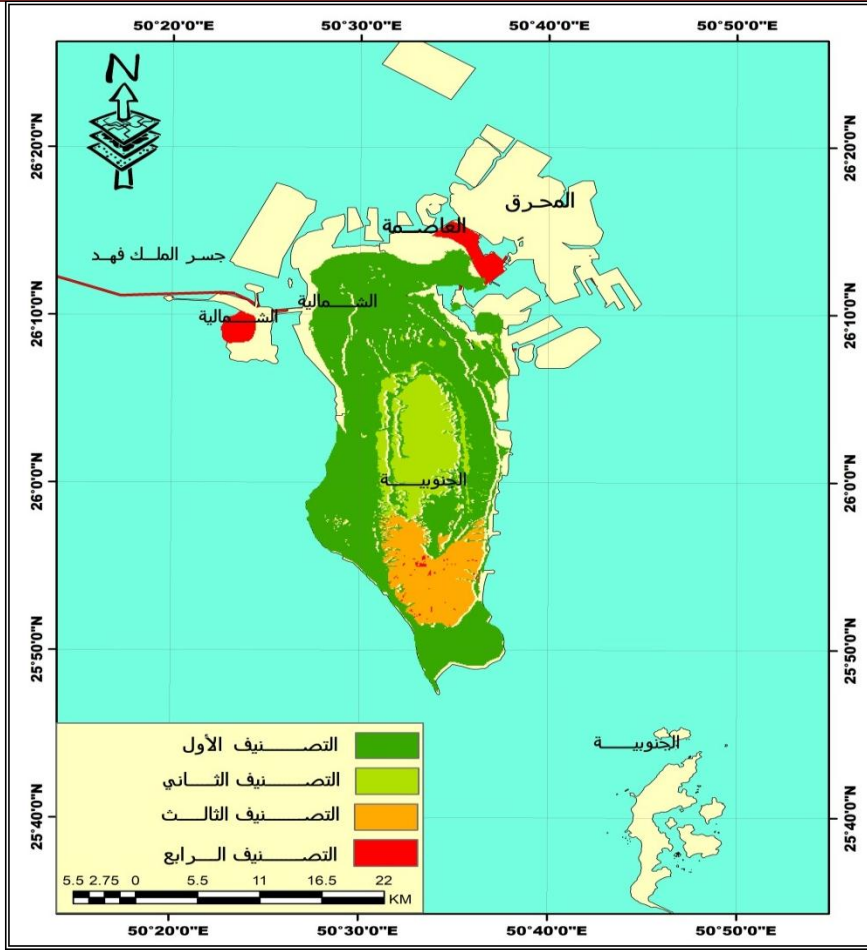 50°20'0"E 50°30'0"E 50°40'0"E 50°50'0"E
N
26°20'0"N 26°20'0"N
المحرق
العاصمة
جسر الملك فهد
الشمالية
26°10'0"N 26°10'0"N
الشمالية
26°0'0"N 26°0'0"N
الجنوبية
25°50'0"N 25°50'0"N
الجنوبية
25°40'0"N 25°40'0"N
التصنيف الأول
التصنيف الثاني
التصنيف الثالث
التصنيف الرابع
5.5 2.75 0 5.5 11 16.5 22
KM
50°20'0"E 50°30'0"E 50°40'0"E 50°50'0"E